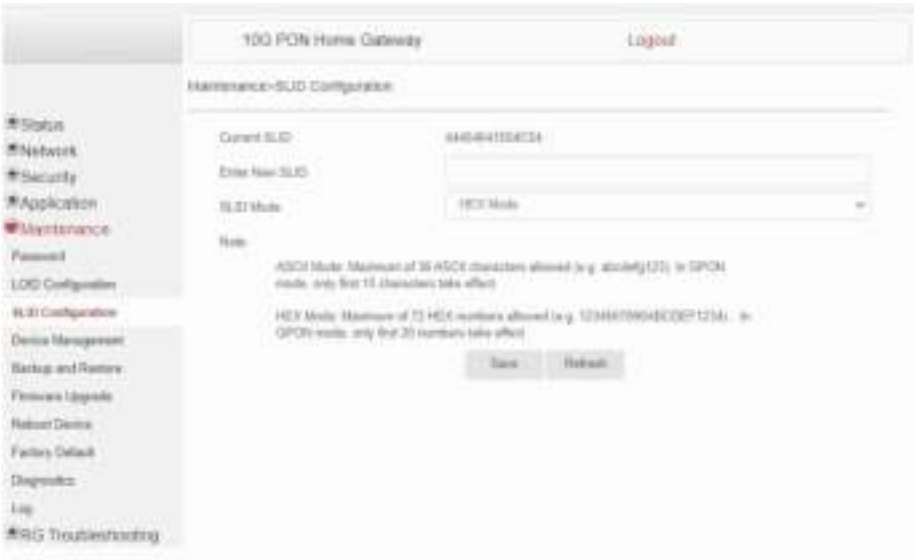 10G PON Home Gateway
Logout
Maintenance>SLID Configuration
Status
Network
Security
Application
Maintenance
Password
LOID Configuration
SLID Configuration
Device Management
Backup and Restore
Firmware Upgrade
Reboot Device
Factory Default
Diagnostics
Log
RG Troubleshooting
Current SLID
Enter New SLID
SLID Mode
HEX Mode
Note
ASCII Mode: Maximum of 36 ASCII characters allowed (e.g. abcdefg123). In GPON
mode, only first 10 characters take effect
HEX Mode: Maximum of 72 HEX numbers allowed (e.g. In
GPON mode, only first 20 numbers take effect
Save
Refresh